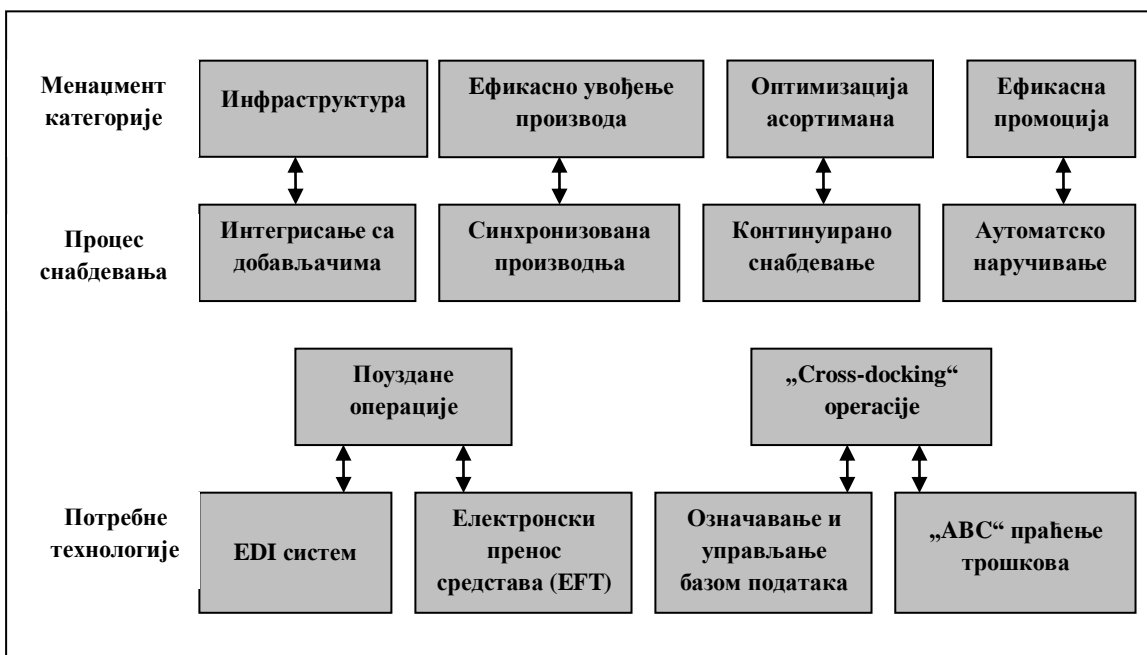 Менаџмент
категорије
Инфраструктура
Ефикасно увођење
производа
Оптимизација
асортимана
Ефикасна
промоција
Процес
снабдевања
Интегрисање са
добављачима
Синхронизована
производња
Континуирано
снабдевање
Аутоматско
наручивање
Поуздане
операције
„Cross-docking“
operације
Потребне
технологије
EDI систем
Електронски
пренос
средстава (EFT)
Означавање и
управљање
базом података
„ABC“ праћење
трошкова